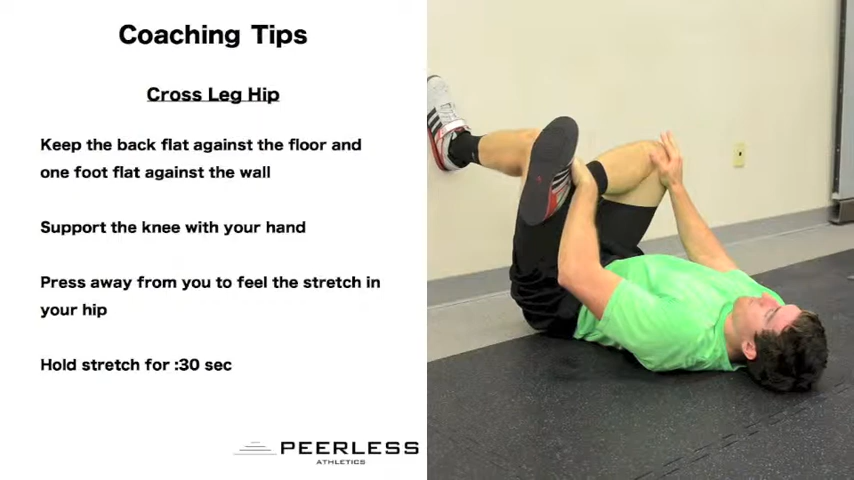 Coaching Tips
Cross Leg Hip
Keep the back flat against the floor and
one foot flat against the wall
Support the knee with your hand
Press away from you to feel the stretch in
your hip
Hold stretch for :30 sec
PEERLESS
ATHLETICS